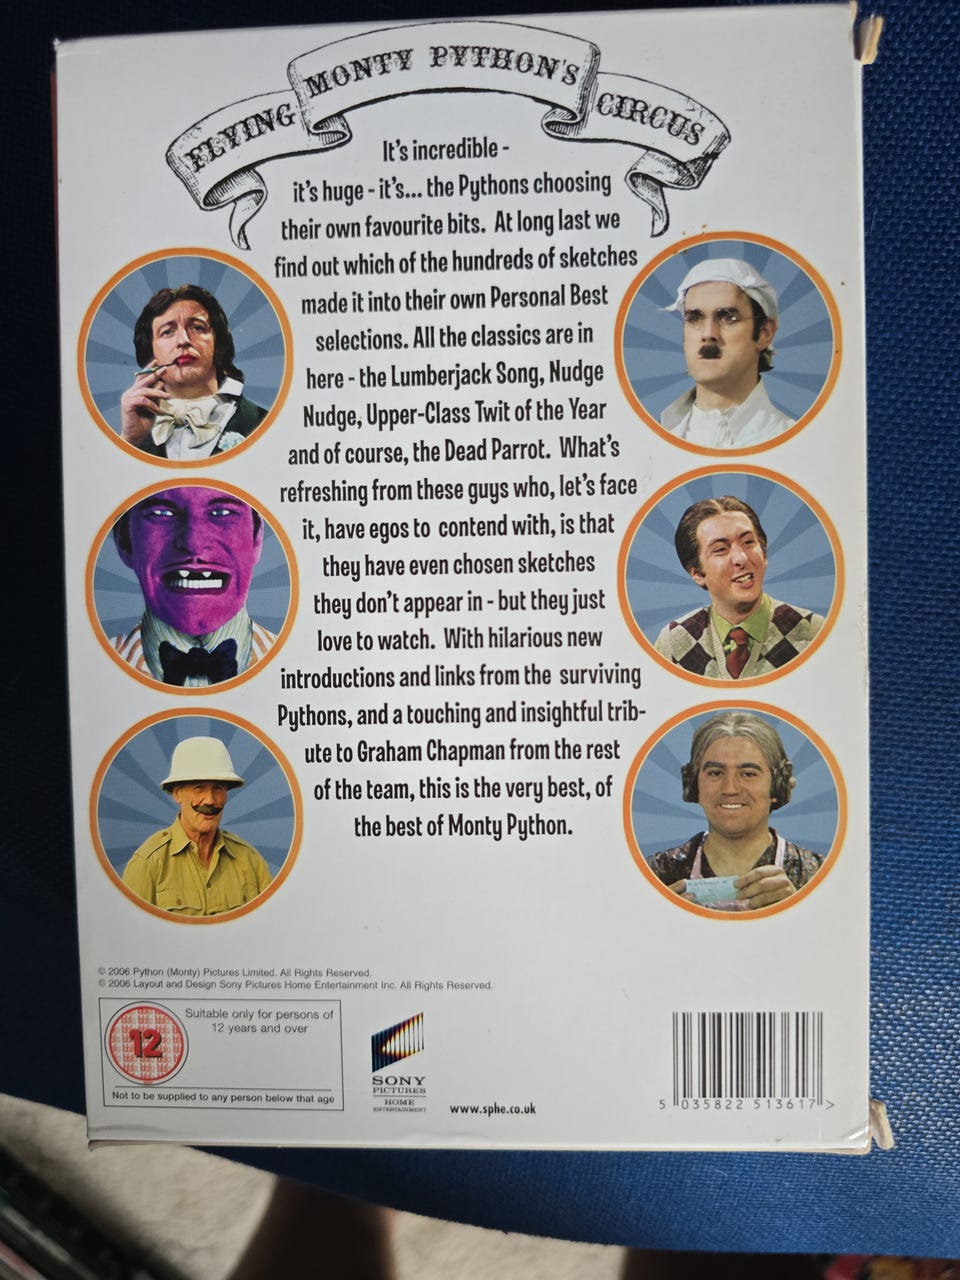 FLYING MONTY PYTHON'S CIRCUS
It's incredible -
it's huge - it's... the Pythons choosing
their own favourite bits. At long last we
find out which of the hundreds of sketches
made it into their own Personal Best
selections. All the classics are in
here - the Lumberjack Song, Nudge
Nudge, Upper-Class Twit of the Year
and of course, the Dead Parrot. What's
refreshing from these guys who, let's face
it, have egos to contend with, is that
they have even chosen sketches
they don't appear in - but they just
love to watch. With hilarious new
introductions and links from the surviving
Pythons, and a touching and insightful trib-
ute to Graham Chapman from the rest
of the team, this is the very best, of
the best of Monty Python.
© 2006 Python (Monty) Pictures Limited. All Rights Reserved.
© 2006 Layout and Design Sony Pictures Home Entertainment Inc. All Rights Reserved.
12
Suitable only for persons of
12 years and over
Not to be supplied to any person below that age
SONY
PICTURES
HOME
ENTERTAINMENT
www.sphe.co.uk
5 035822 513617 >